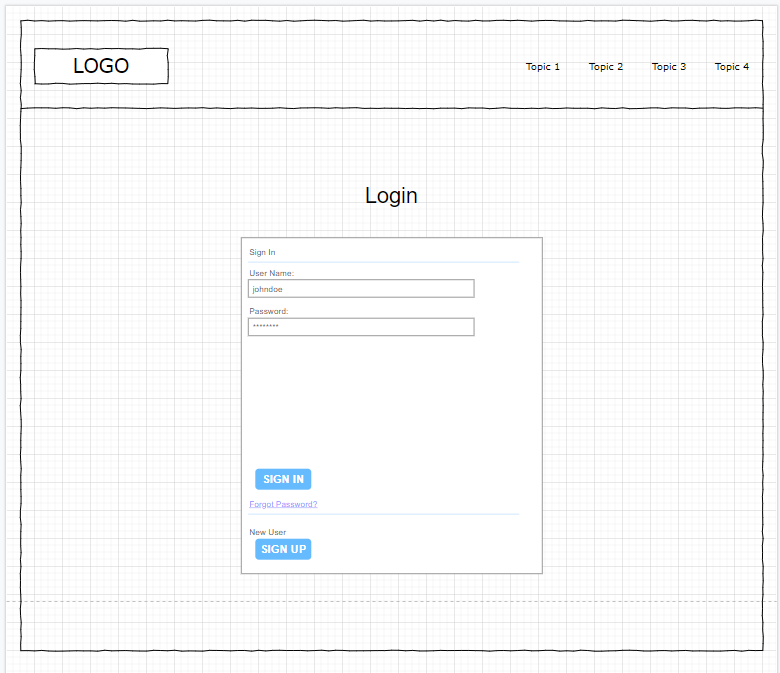 LOGO
Topic 1 Topic 2 Topic 3 Topic 4
Login
Sign In
User Name:
johndoe
Password:
********
SIGN IN
Forgot Password?
New User
SIGN UP